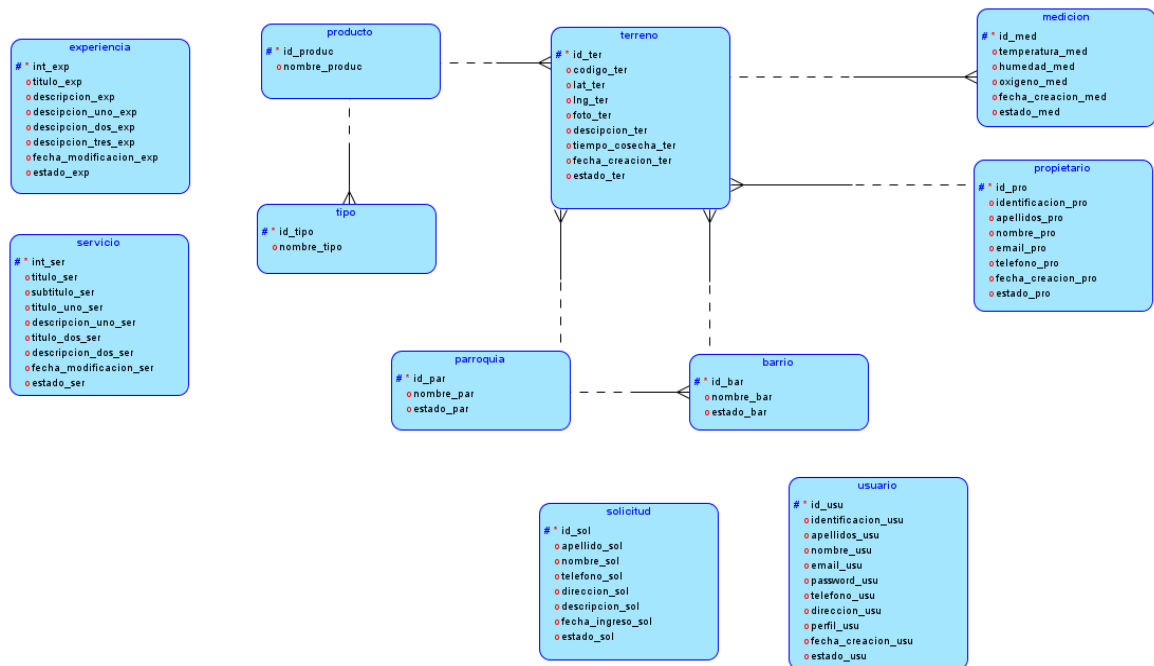 experiencia
# * int_exp
o titulo_exp
o descripcion_exp
o descipcion_uno_exp
o descipcion_dos_exp
o descipcion_tres_exp
o fecha_modificacion_exp
o estado_exp
servicio
# * int_ser
o titulo_ser
o subtitulo_ser
o titulo_uno_ser
o descripcion_uno_ser
o titulo_dos_ser
o descripcion_dos_ser
o fecha_modificacion_ser
o estado_ser
producto
# * id_produc
o nombre_produc
tipo
# * id_tipo
o nombre_tipo
terreno
# * id_ter
o codigo_ter
o lat_ter
o lng_ter
o foto_ter
o descipcion_ter
o tiempo_cosecha_ter
o fecha_creacion_ter
o estado_ter
medicion
# * id_med
o temperatura_med
o humedad_med
o oxigeno_med
o fecha_creacion_med
o estado_med
propietario
# * id_pro
o identificacion_pro
o apellidos_pro
o nombre_pro
o email_pro
o telefono_pro
o fecha_creacion_pro
o estado_pro
parroquia
# * id_par
o nombre_par
o estado_par
barrio
# * id_bar
o nombre_bar
o estado_bar
solicitud
# * id_sol
o apellido_sol
o nombre_sol
o telefono_sol
o direccion_sol
o descripcion_sol
o fecha_ingreso_sol
o estado_sol
usuario
# * id_usu
o identificacion_usu
o apellidos_usu
o nombre_usu
o email_usu
o password_usu
o telefono_usu
o direccion_usu
o perfil_usu
o fecha_creacion_usu
o estado_usu